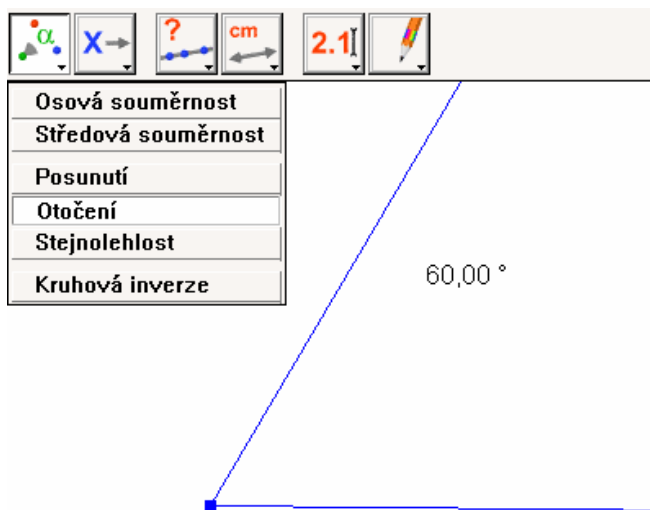 α
X
?
cm
2.1
Osová souměrnost
Středová souměrnost
Posunutí
Otočení
Stejnolehlost
Kruhová inverze
60,00 °